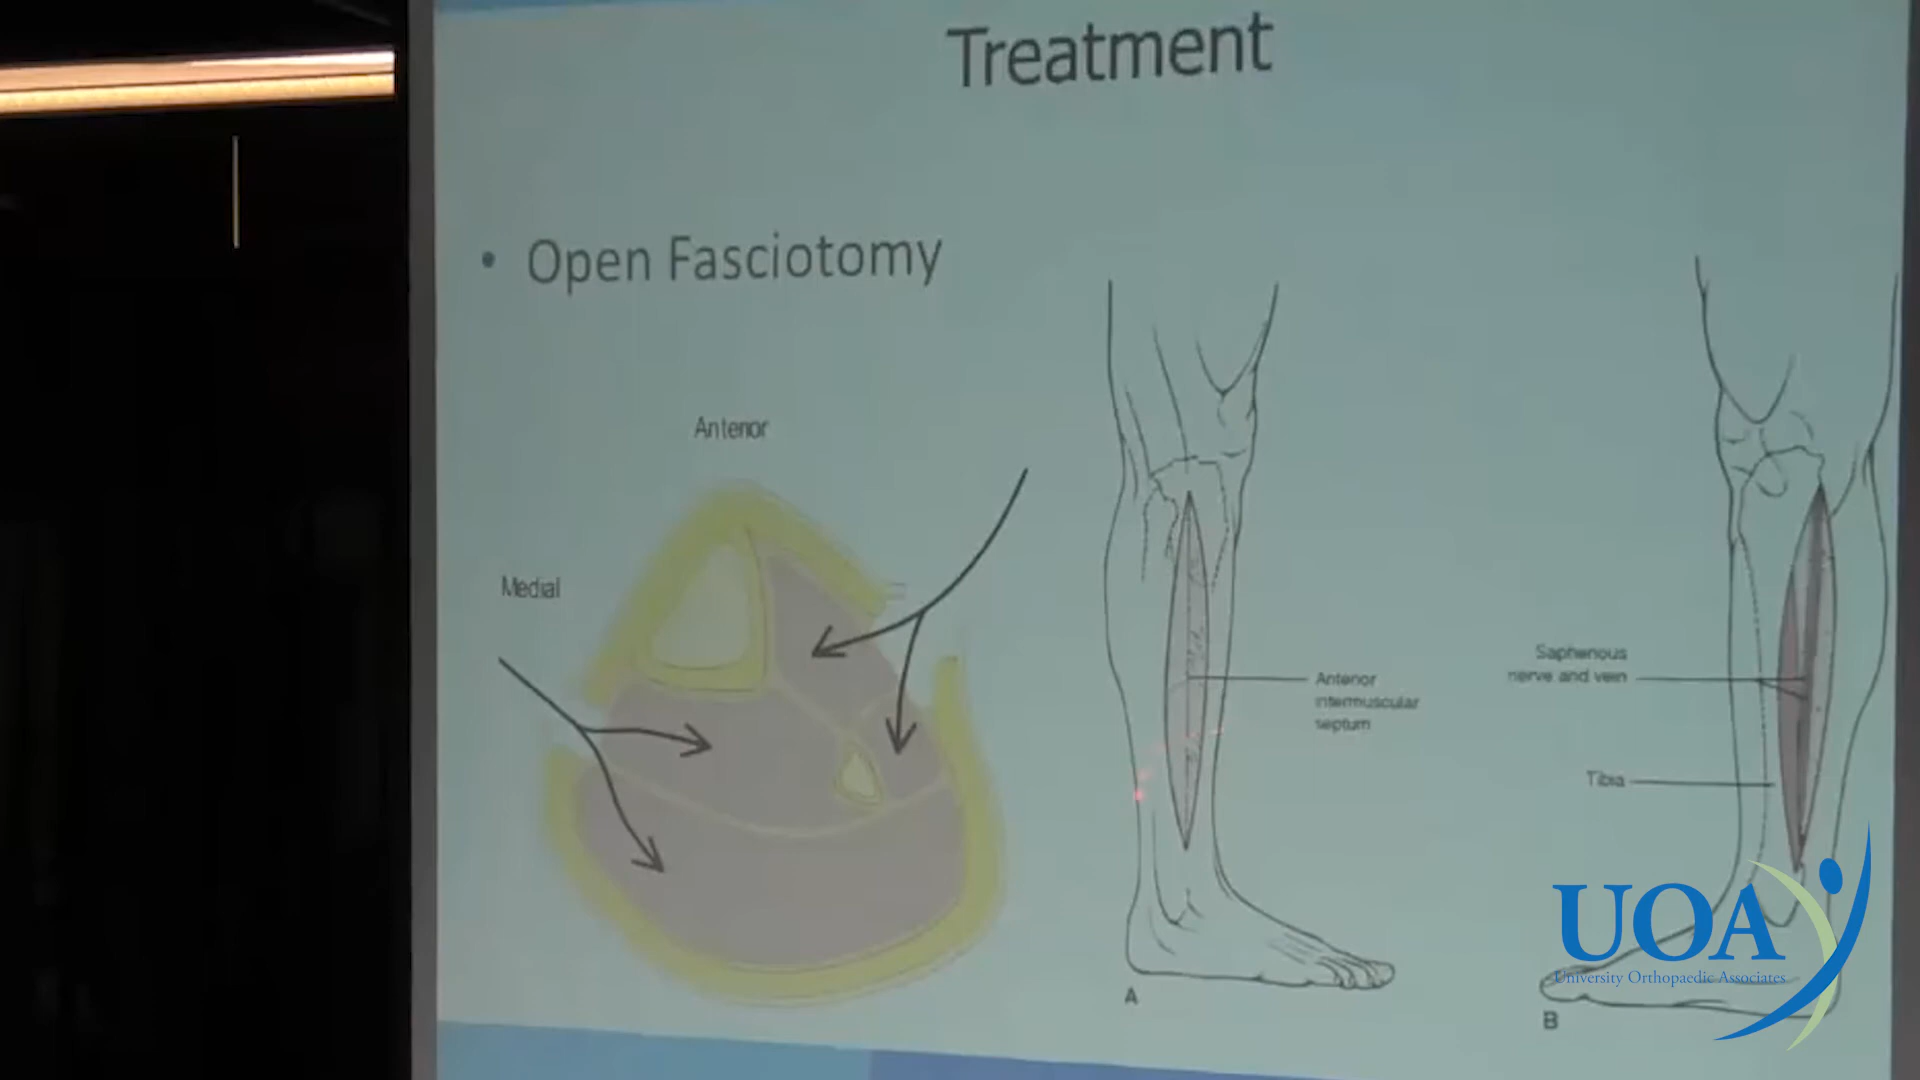 Treatment
• Open Fasciotomy
Anterior
Medial
Anterior
intermuscular
septum
Saphenous
nerve and vein
Tibia
A
B
UOA
University Orthopaedic Associates